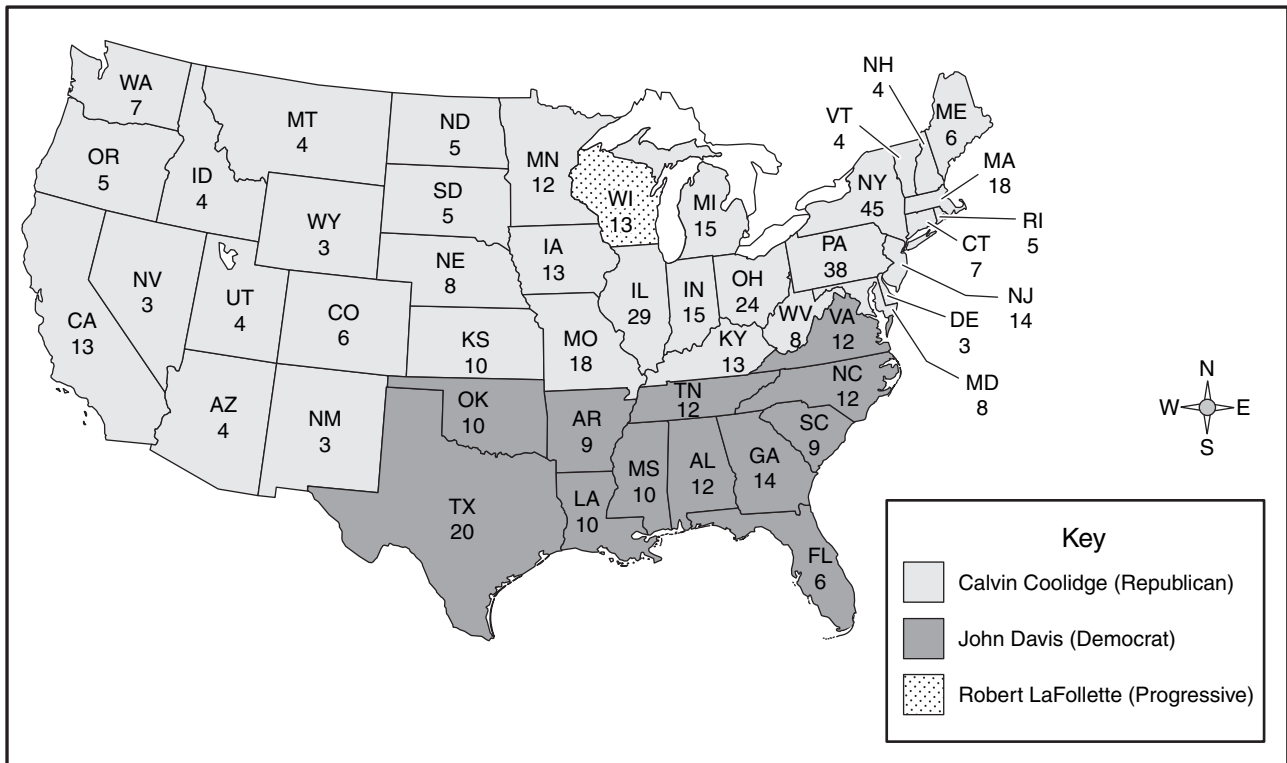 WA
7
OR
5
CA
13
NV
3
ID
4
MT
4
WY
3
UT
4
CO
6
AZ
4
NM
3
ND
5
SD
5
NE
8
KS
10
OK
10
TX
20
MN
12
IA
13
MO
18
AR
9
LA
10
WI
13
IL
29
MI
15
IN
15
OH
24
KY
13
TN
12
MS
10
AL
12
GA
14
FL
6
SC
9
NC
12
VA
12
WV
8
PA
38
NY
45
VT
4
NH
4
ME
6
MA
18
RI
5
CT
7
NJ
14
DE
3
MD
8
N
W
E
S
Key
Calvin Coolidge (Republican)
John Davis (Democrat)
Robert LaFollette (Progressive)